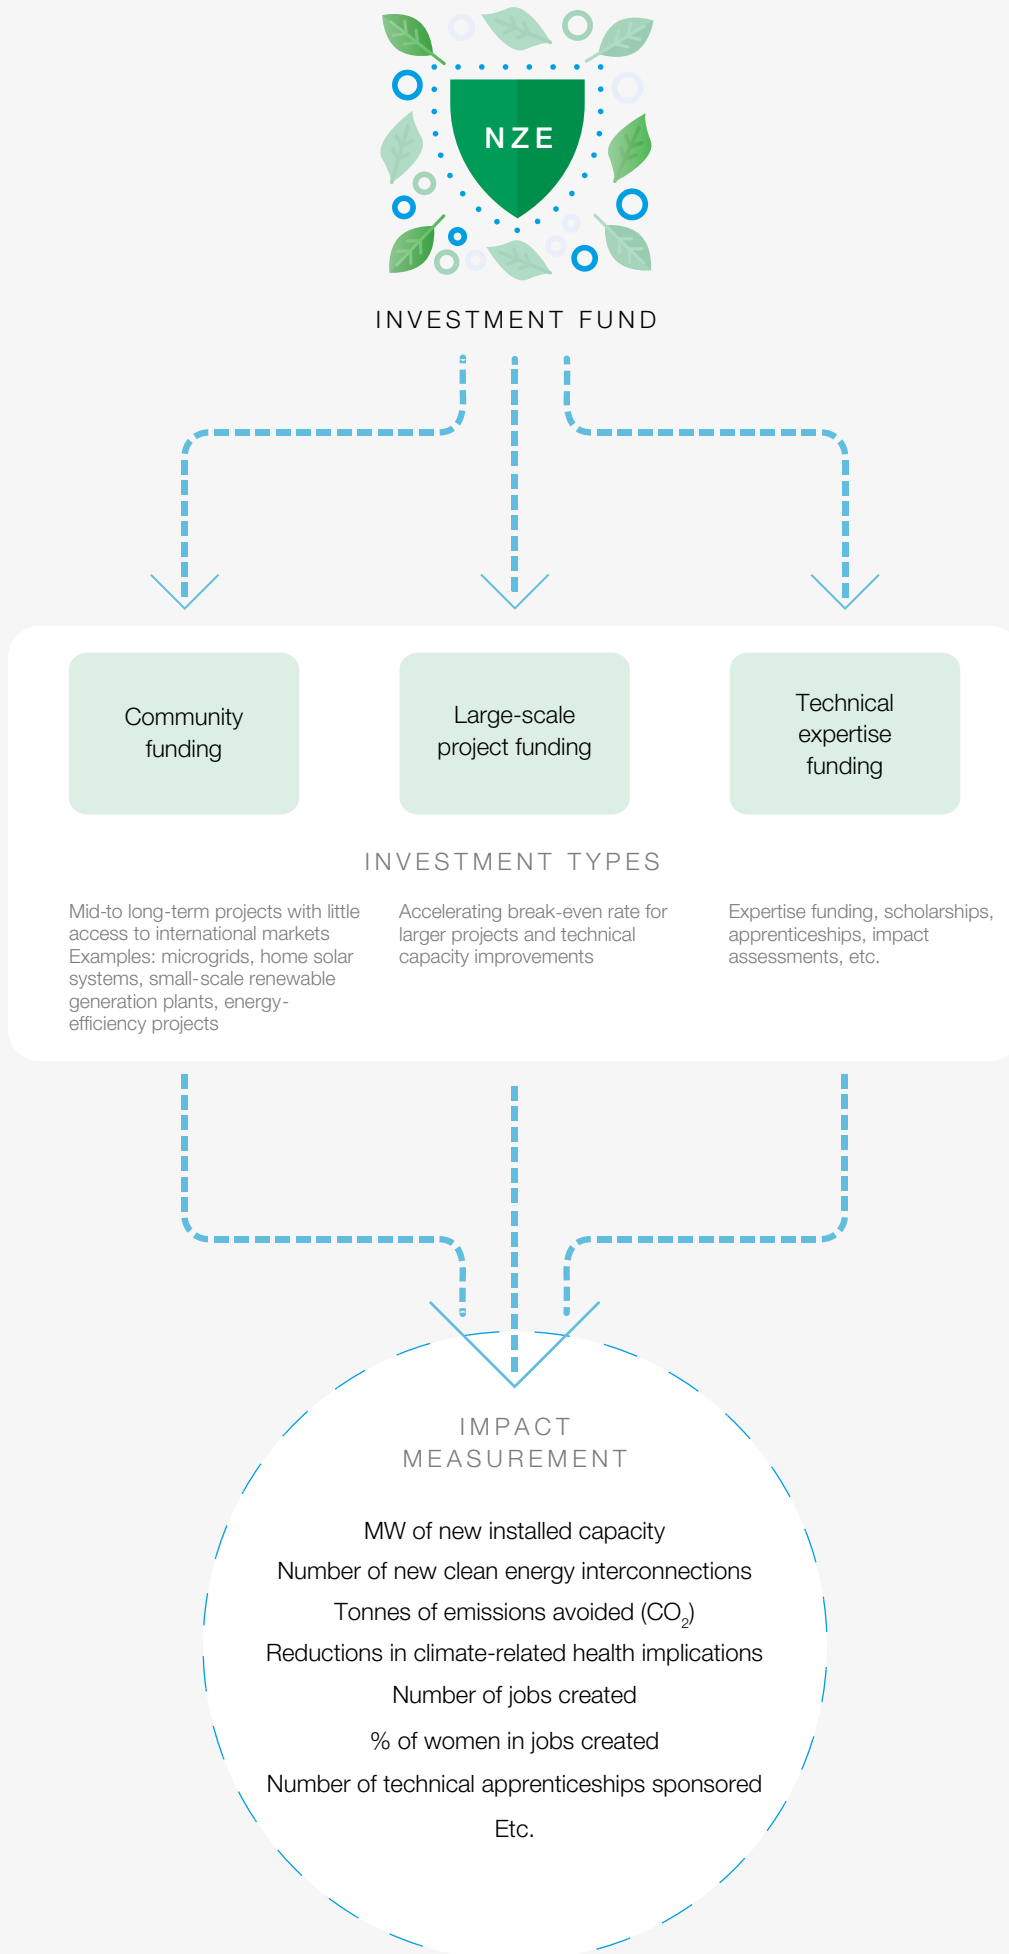 NZE
INVESTMENT FUND
Community
funding
Large-scale
project funding
Technical
expertise
funding
INVESTMENT TYPES
Mid-to long-term projects with little
access to international markets
Examples: microgrids, home solar
systems, small-scale renewable
generation plants, energy-
efficiency projects
Accelerating break-even rate for
larger projects and technical
capacity improvements
Expertise funding, scholarships,
apprenticeships, impact
assessments, etc.
IMPACT
MEASUREMENT
MW of new installed capacity
Number of new clean energy interconnections
Tonnes of emissions avoided (CO₂)
Reductions in climate-related health implications
Number of jobs created
% of women in jobs created
Number of technical apprenticeships sponsored
Etc.